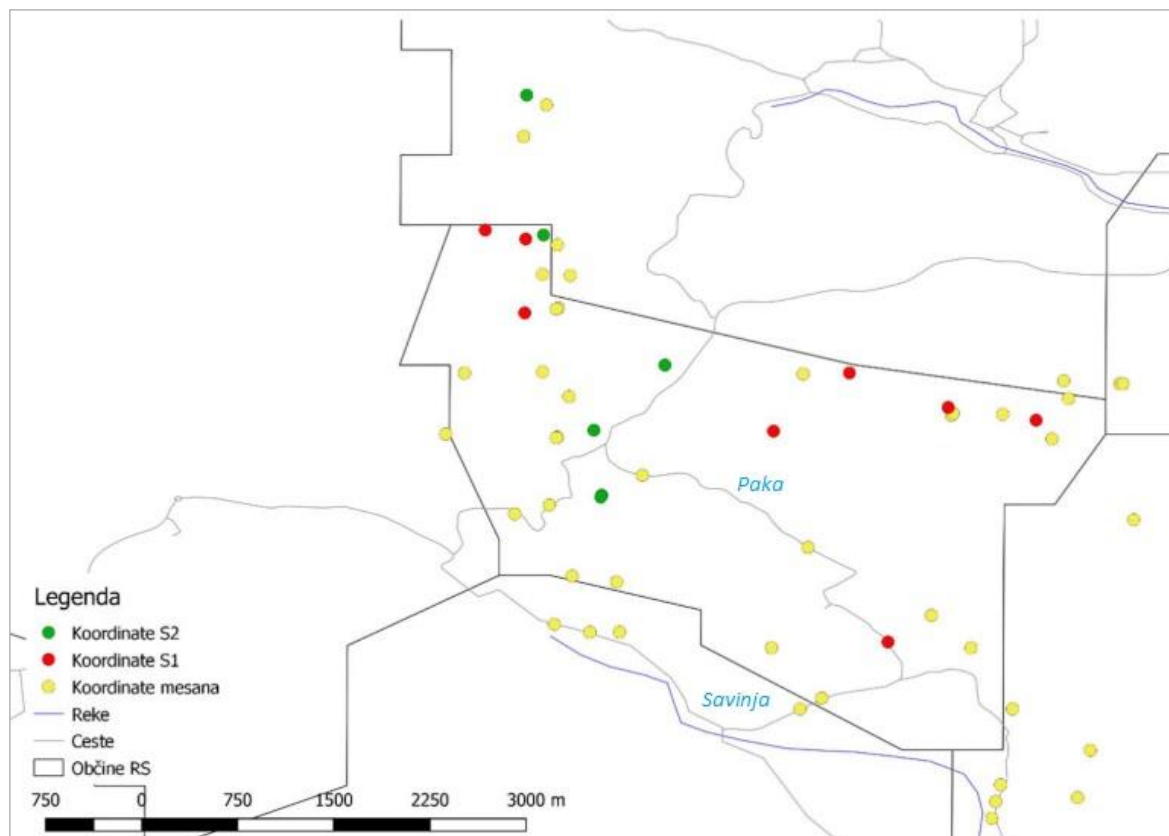 Paka
Savinja
Legenda
Koordinate S2
Koordinate S1
Koordinate mesana
Reke
Ceste
Občine RS
750 0 750 1500 2250 3000 m